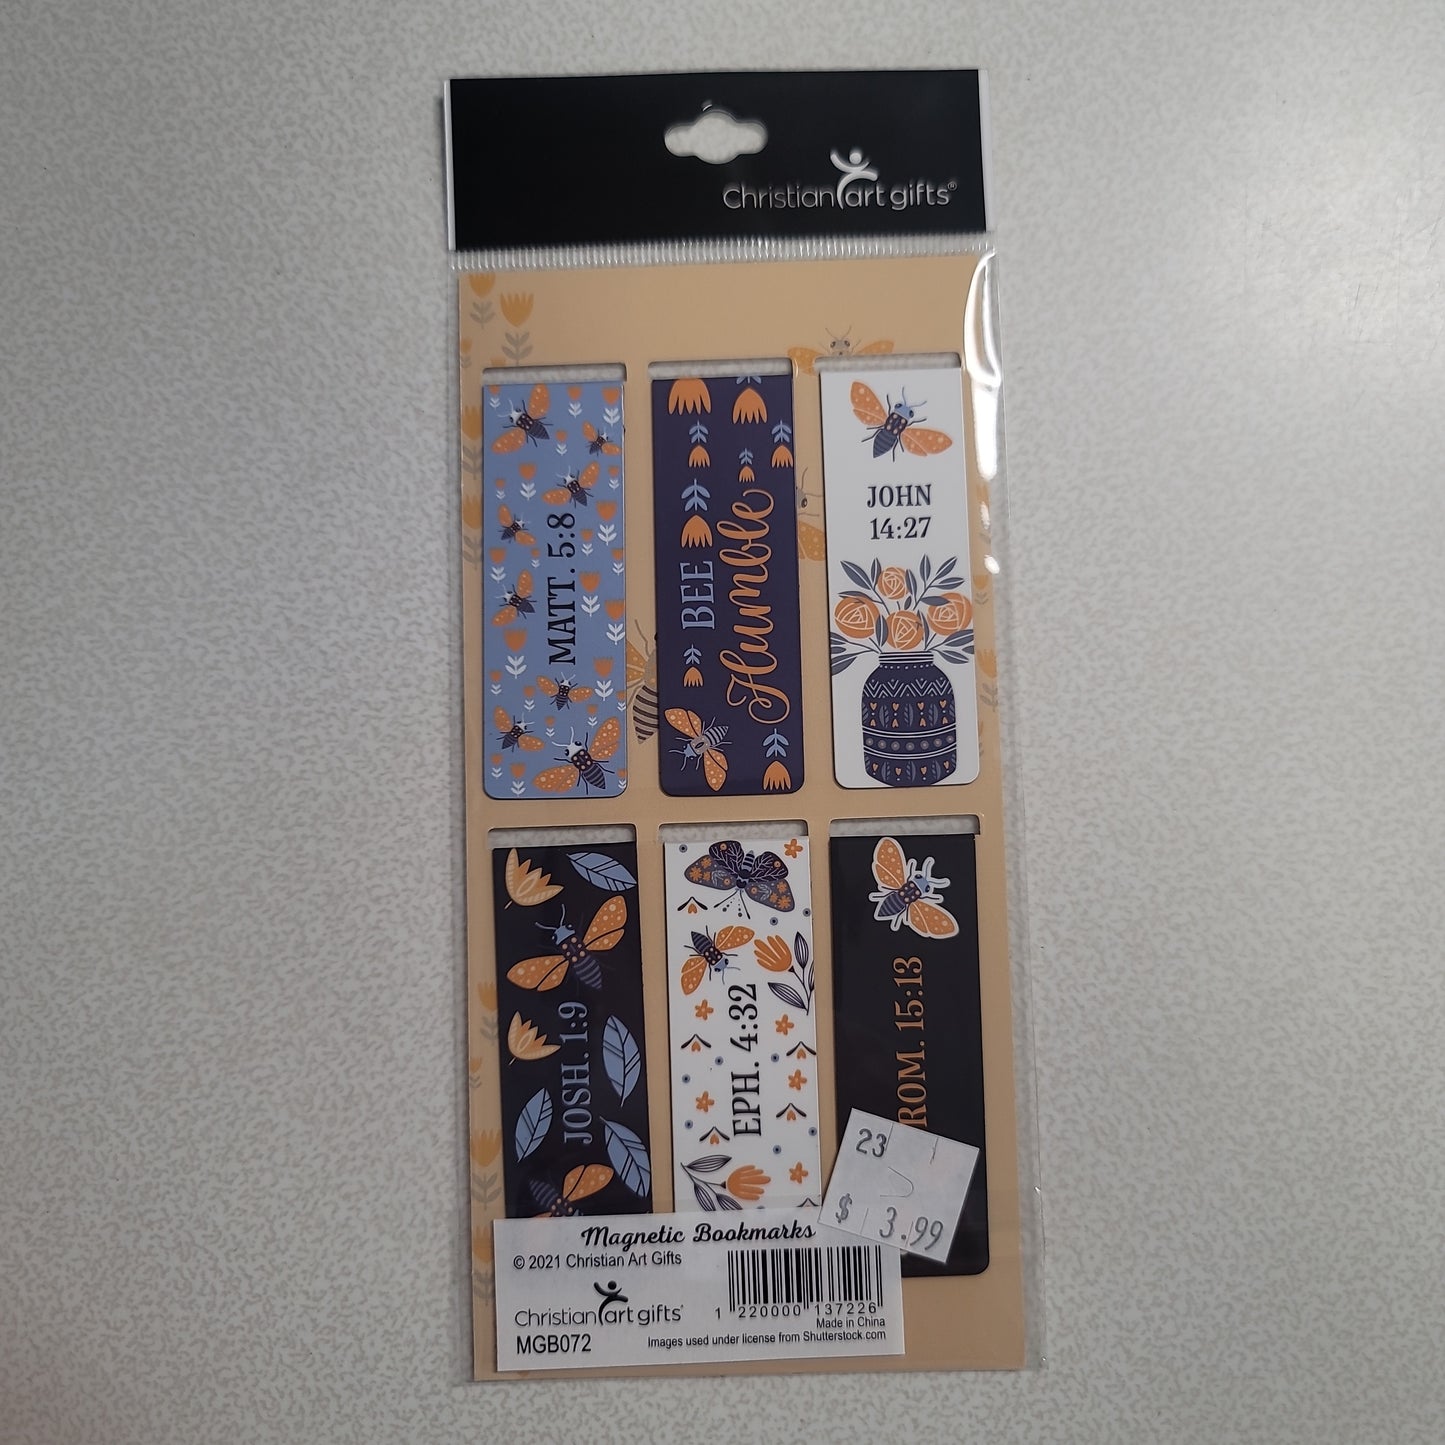 Christian art gifts®
MATT. 5:8
BEE
Humble
JOHN
14:27
JOSH. 1:9
EPH. 4:32
ROM. 15:13
23
$ 3.99
Magnetic Bookmarks
© 2021 Christian Art Gifts
Christian art gifts®
MGB072
1 220000 137226
Made in China
Images used under license from Shutterstock.com